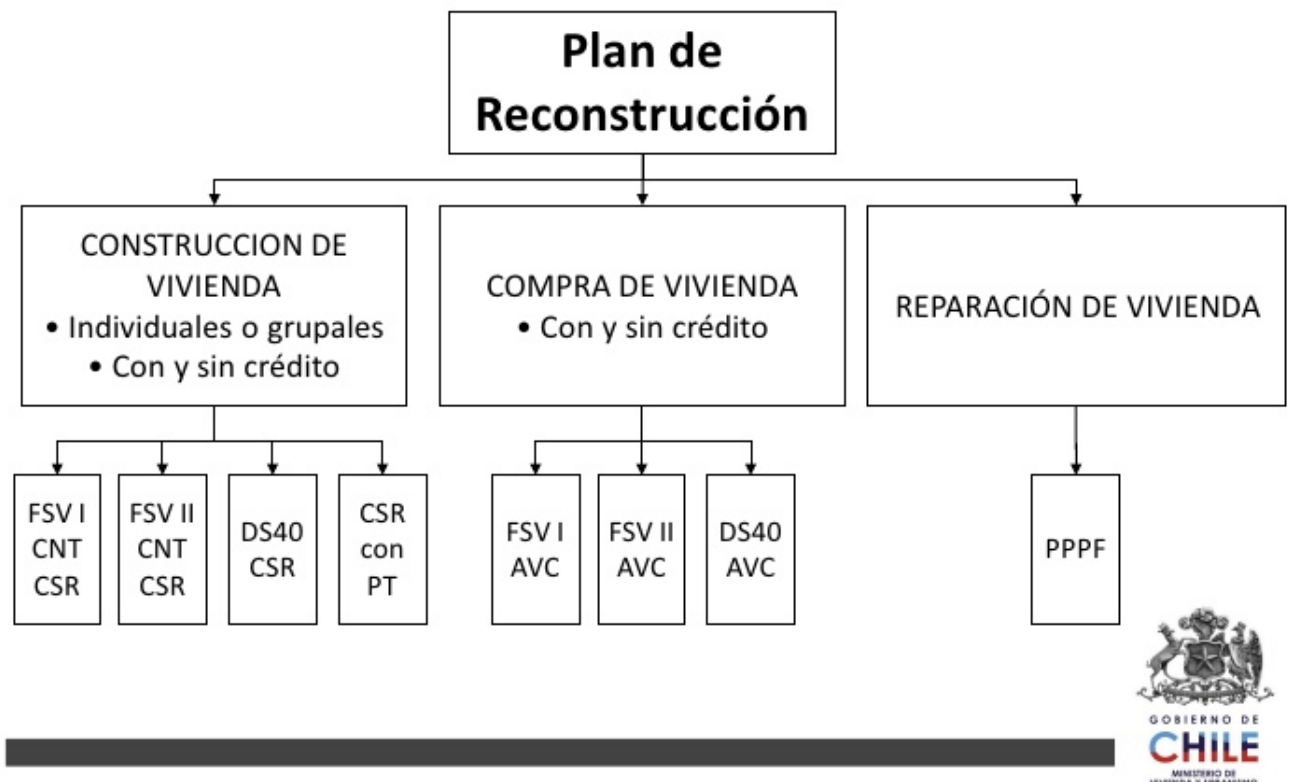 Plan de
Reconstrucción
CONSTRUCCION DE
VIVIENDA
• Individuales o grupales
• Con y sin crédito
COMPRA DE VIVIENDA
• Con y sin crédito
REPARACIÓN DE VIVIENDA
FSV I
CNT
CSR
FSV II
CNT
CSR
DS40
CSR
CSR
con
PT
FSV I
AVC
FSV II
AVC
DS40
AVC
PPPF
GOBIERNO DE
CHILE
MINISTERIO DE
VIVIENDA Y URBANISMO